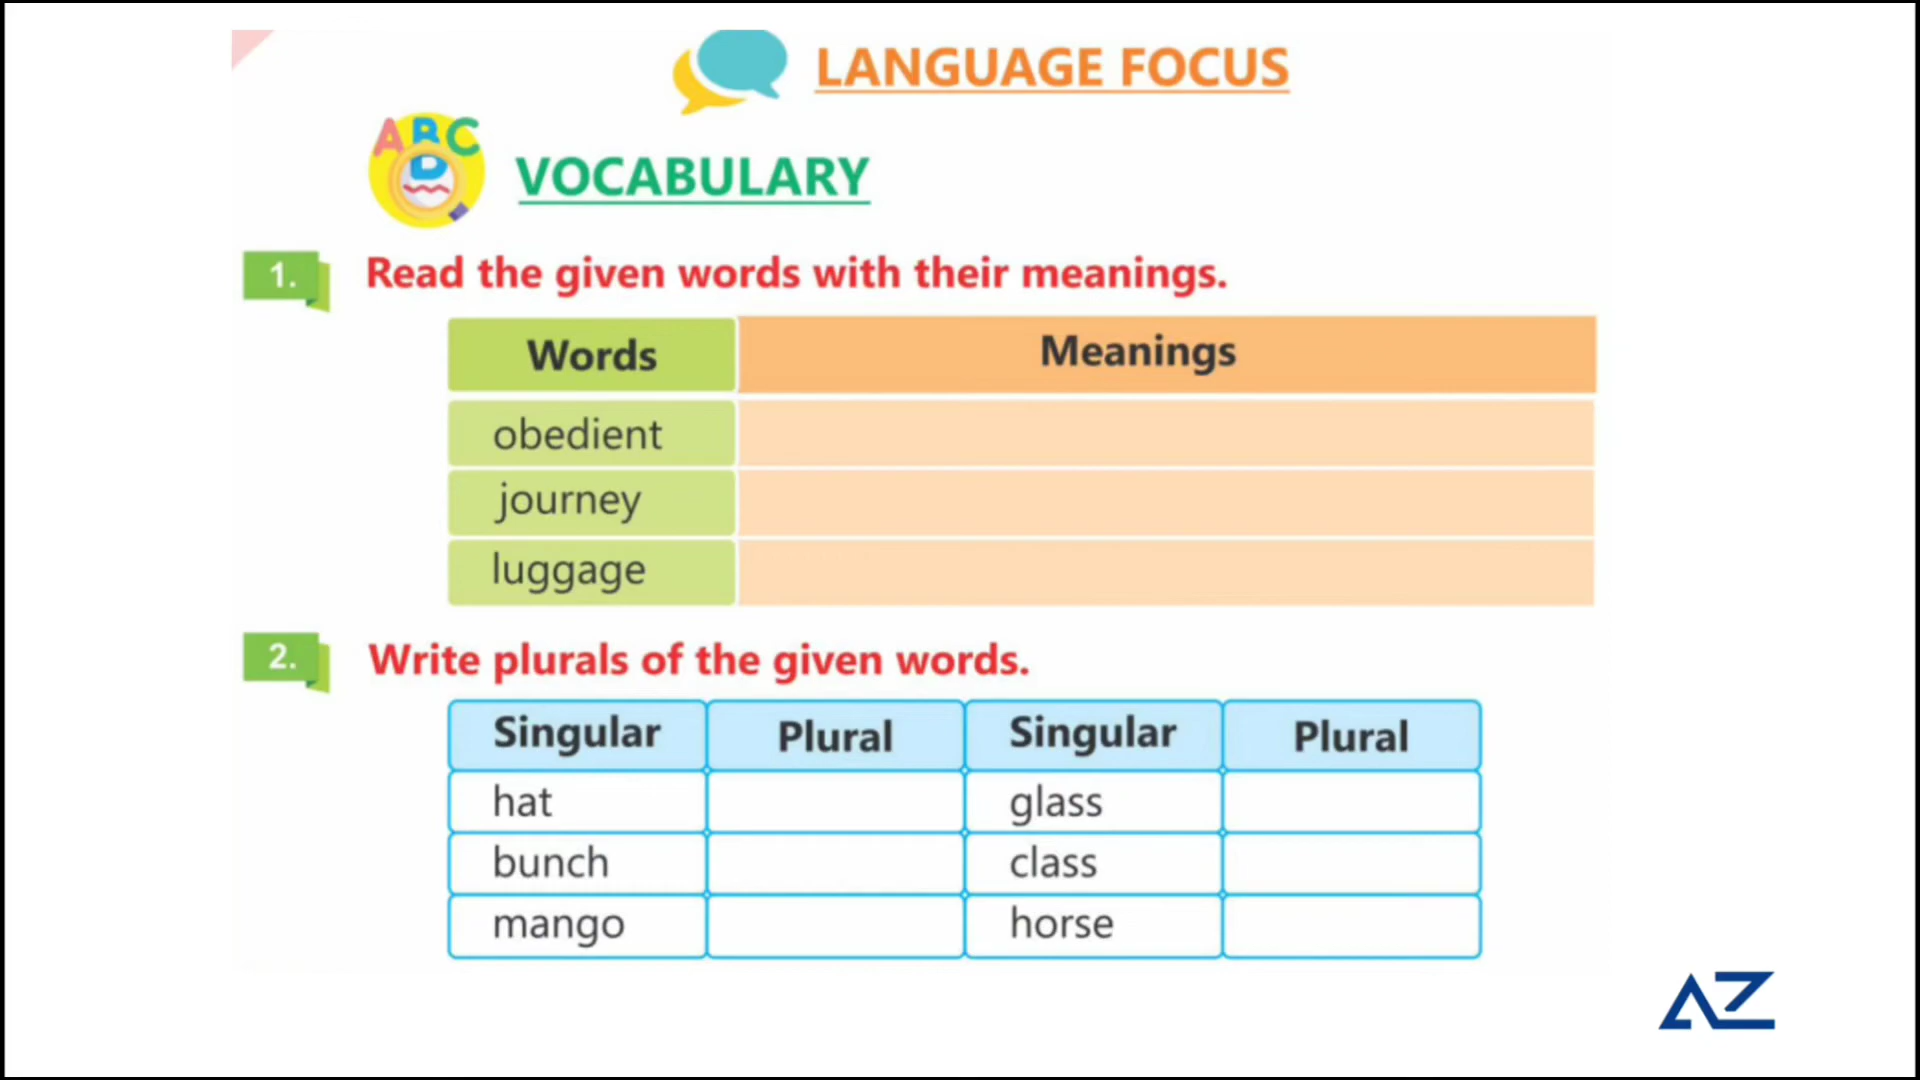 LANGUAGE FOCUS
ABC
B
VOCABULARY
1. Read the given words with their meanings.
Words Meanings
obedient
journey
luggage
2. Write plurals of the given words.
Singular Plural Singular Plural
hat glass
bunch class
mango horse
AZ